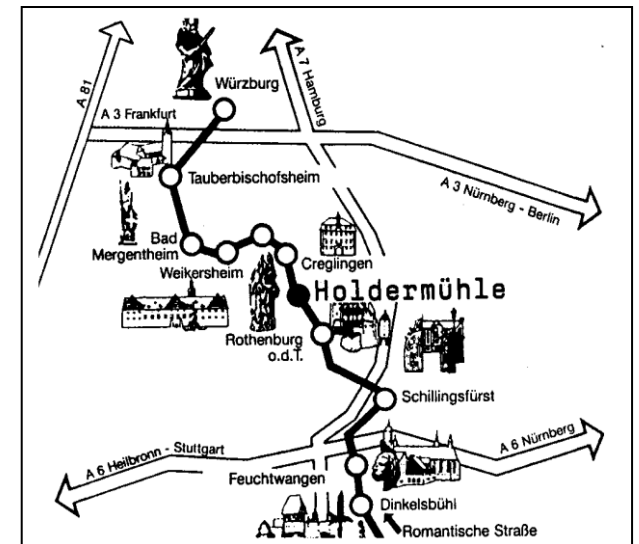 A 81
Würzburg
A 7 Hamburg
A 3 Frankfurt
Tauberbischofsheim
A 3 Nürnberg - Berlin
Bad
Mergentheim
Weikersheim
Creglingen
Holdermühle
Rothenburg
o.d.T.
Schillingsfürst
A 6 Heilbronn - Stuttgart
A 6 Nürnberg
Feuchtwangen
Dinkelsbühl
Romantische Straße